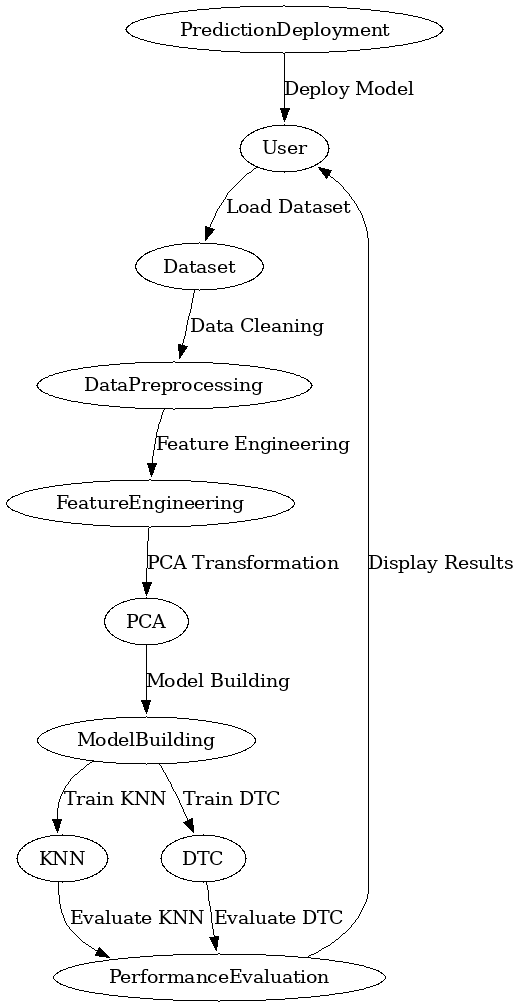 PredictionDeployment
Deploy Model
User
Load Dataset
Dataset
Data Cleaning
DataPreprocessing
Feature Engineering
FeatureEngineering
PCA Transformation
Display Results
PCA
Model Building
ModelBuilding
Train KNN
Train DTC
KNN
DTC
Evaluate KNN
Evaluate DTC
PerformanceEvaluation